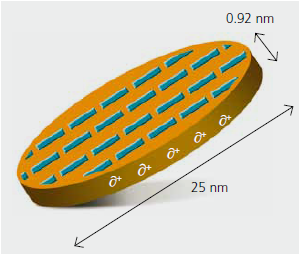 0.92 nm
∂+ ∂+ ∂+ ∂+ ∂+
25 nm